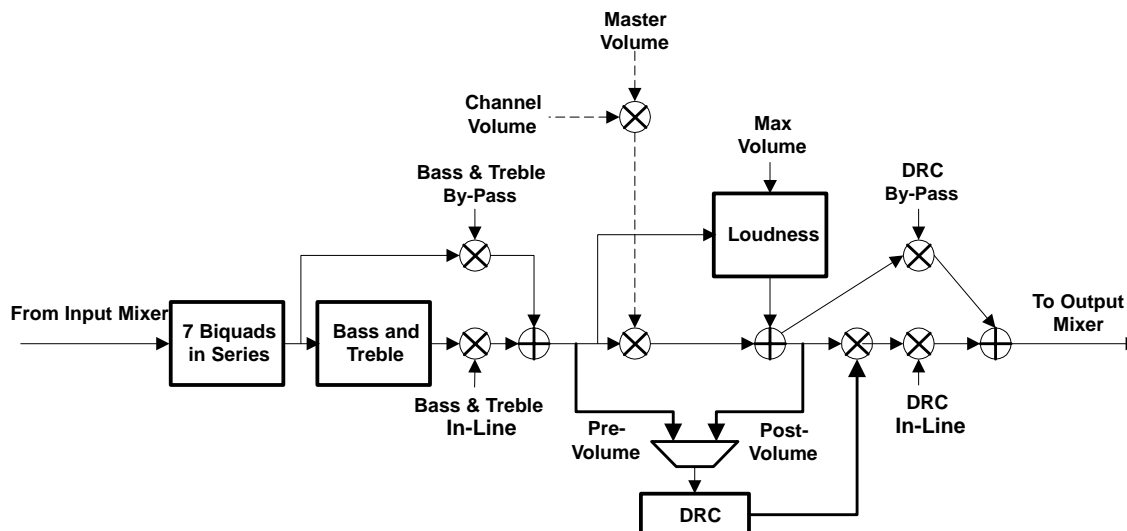 Master
Volume
Channel
Volume
Max
Volume
Bass & Treble
By-Pass
DRC
By-Pass
Loudness
From Input Mixer
7 Biquads
in Series
Bass and
Treble
To Output
Mixer
Bass & Treble
In-Line
Pre-
Volume
Post-
Volume
DRC
In-Line
DRC